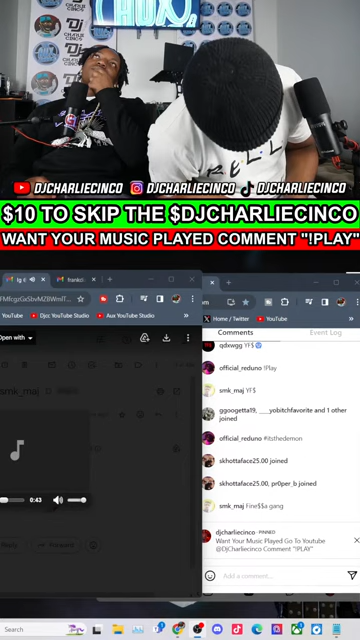 DJCHARLIECINCO DJCHARLIECINCO DJCHARLIECINCO
$10 TO SKIP THE $DJCHARLIECINCO
WANT YOUR MUSIC PLAYED COMMENT "!PLAY"
YouTube
Djcc YouTube Studio
Aux YouTube Studio
Open with
smk_maj
0:43
Home / Twitter
YouTube
Comments
Event Log
qdxwgg YF$
official_reduno !Play
smk_maj YF$
ggoogetta19, ____yobitchfavorite and 1 other joined
official_reduno #itsthedemon
skhottaface25.00 joined
skhottaface25.00, pr0per_b joined
smk_maj Fine$$a gang
djcharliecinco • PINNED
Want Your Music Played Go To Youtube
@DjCharliecinco Comment "!PLAY"
Add a comment...
Search